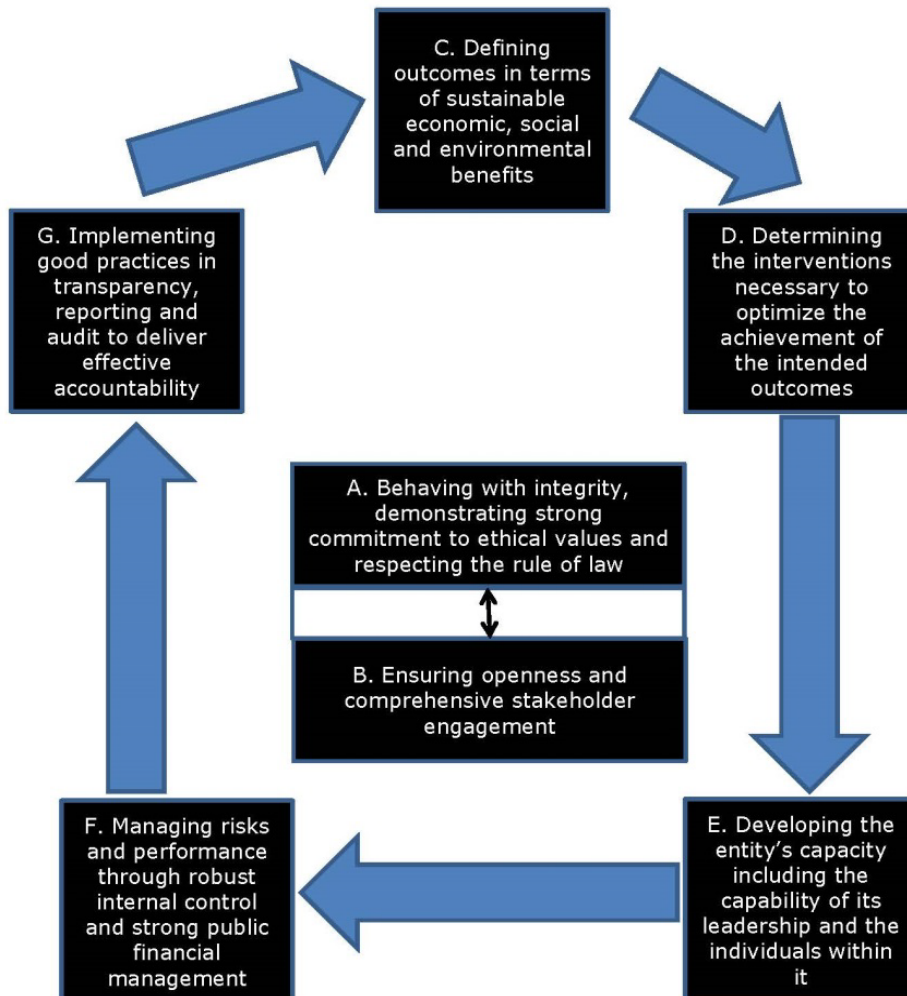 C. Defining
outcomes in terms
of sustainable
economic, social
and environmental
benefits
G. Implementing
good practices in
transparency,
reporting and
audit to deliver
effective
accountability
D. Determining
the interventions
necessary to
optimize the
achievement of
the intended
outcomes
A. Behaving with integrity,
demonstrating strong
commitment to ethical values and
respecting the rule of law
B. Ensuring openness and
comprehensive stakeholder
engagement
F. Managing risks
and performance
through robust
internal control
and strong public
financial
management
E. Developing the
entity’s capacity
including the
capability of its
leadership and the
individuals within
it